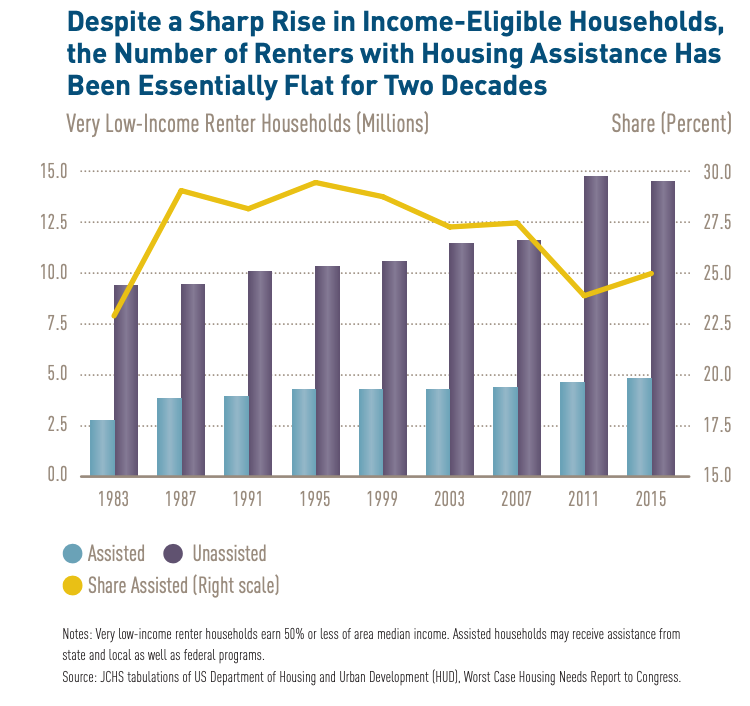 Despite a Sharp Rise in Income-Eligible Households,
the Number of Renters with Housing Assistance Has
Been Essentially Flat for Two Decades
Very Low-Income Renter Households (Millions) Share (Percent)
15.0 30.0
12.5 27.5
10.0 25.0
7.5 22.5
5.0 20.0
2.5 17.5
0.0 15.0
1983 1987 1991 1995 1999 2003 2007 2011 2015
Assisted Unassisted
Share Assisted (Right scale)
Notes: Very low-income renter households earn 50% or less of area median income. Assisted households may receive assistance from
state and local as well as federal programs.
Source: JCHS tabulations of US Department of Housing and Urban Development (HUD), Worst Case Housing Needs Report to Congress.